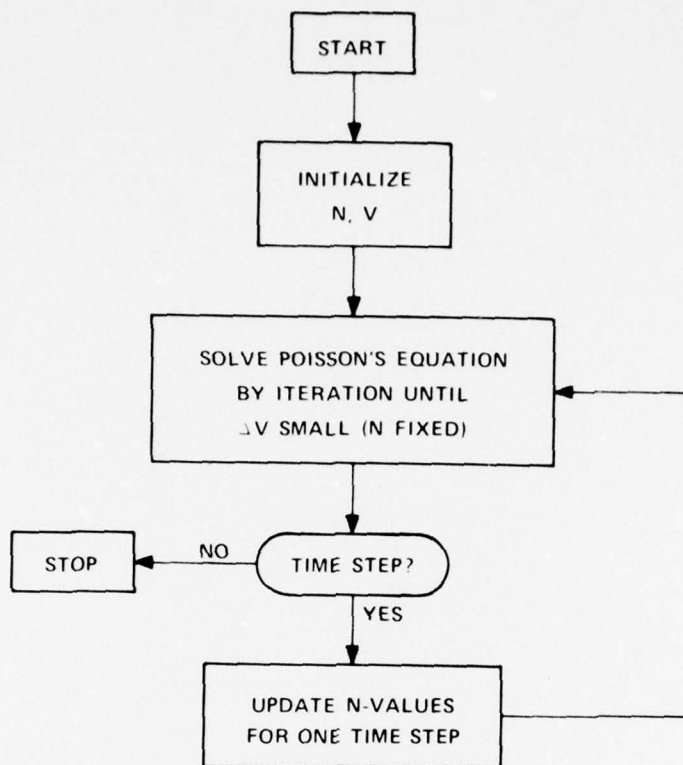 START
INITIALIZE
N, V
SOLVE POISSON'S EQUATION
BY ITERATION UNTIL
ΔV SMALL (N FIXED)
TIME STEP?
NO
STOP
YES
UPDATE N-VALUES
FOR ONE TIME STEP